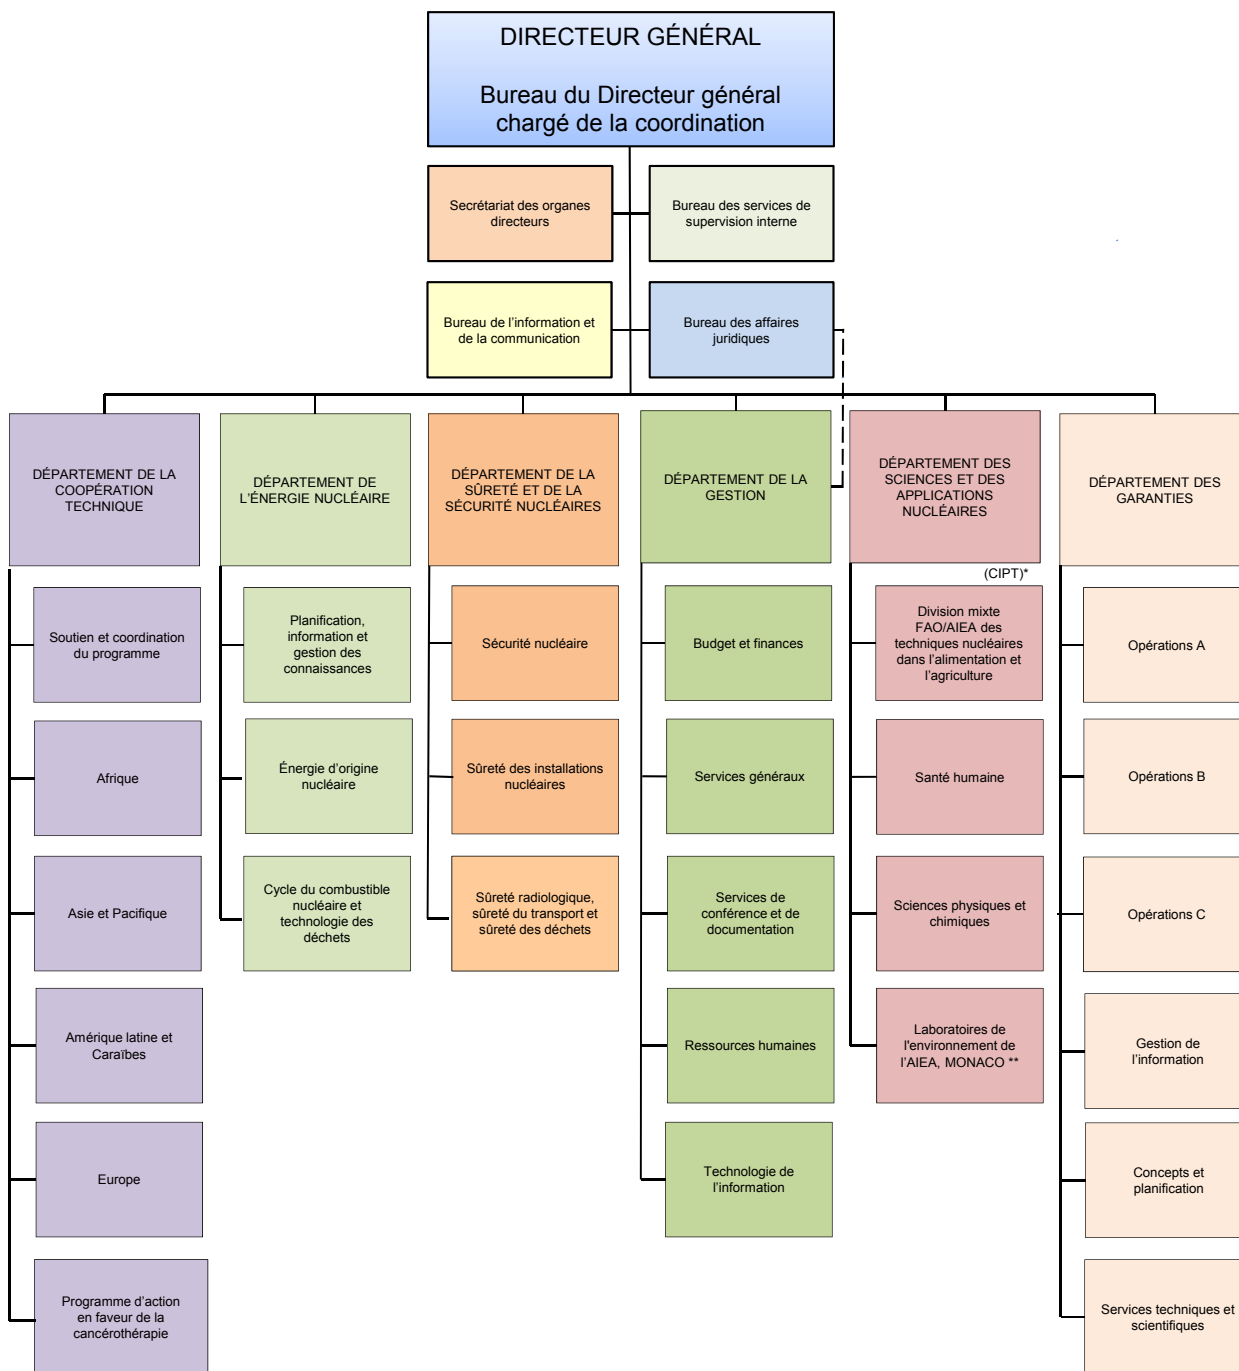 DIRECTEUR GÉNÉRAL
Bureau du Directeur général
chargé de la coordination
Secrétariat des organes
directeurs
Bureau des services de
supervision interne
Bureau de l'information et
de la communication
Bureau des affaires
juridiques
DÉPARTEMENT DE LA
COOPÉRATION
TECHNIQUE
DÉPARTEMENT DE
L'ÉNERGIE NUCLÉAIRE
DÉPARTEMENT DE LA
SÛRETÉ ET DE LA
SÉCURITÉ NUCLÉAIRES
DÉPARTEMENT DE LA
GESTION
DÉPARTEMENT DES
SCIENCES ET DES
APPLICATIONS
NUCLÉAIRES
DÉPARTEMENT DES
GARANTIES
(CIPT)*
Soutien et coordination
du programme
Afrique
Asie et Pacifique
Amérique latine et
Caraïbes
Europe
Programme d'action
en faveur de la
cancérothérapie
Planification,
information et
gestion des
connaissances
Énergie d'origine
nucléaire
Cycle du combustible
nucléaire et
technologie des
déchets
Sécurité nucléaire
Sûreté des installations
nucléaires
Sûreté radiologique,
sûreté du transport et
sûreté des déchets
Budget et finances
Services généraux
Services de
conférence et de
documentation
Ressources humaines
Technologie de
l'information
Division mixte
FAO/AIEA des
techniques nucléaires
dans l'alimentation et
l'agriculture
Santé humaine
Sciences physiques et
chimiques
Laboratoires de
l'environnement de
l'AIEA, MONACO **
Opérations A
Opérations B
Opérations C
Gestion de
l'information
Concepts et
planification
Services techniques et
scientifiques